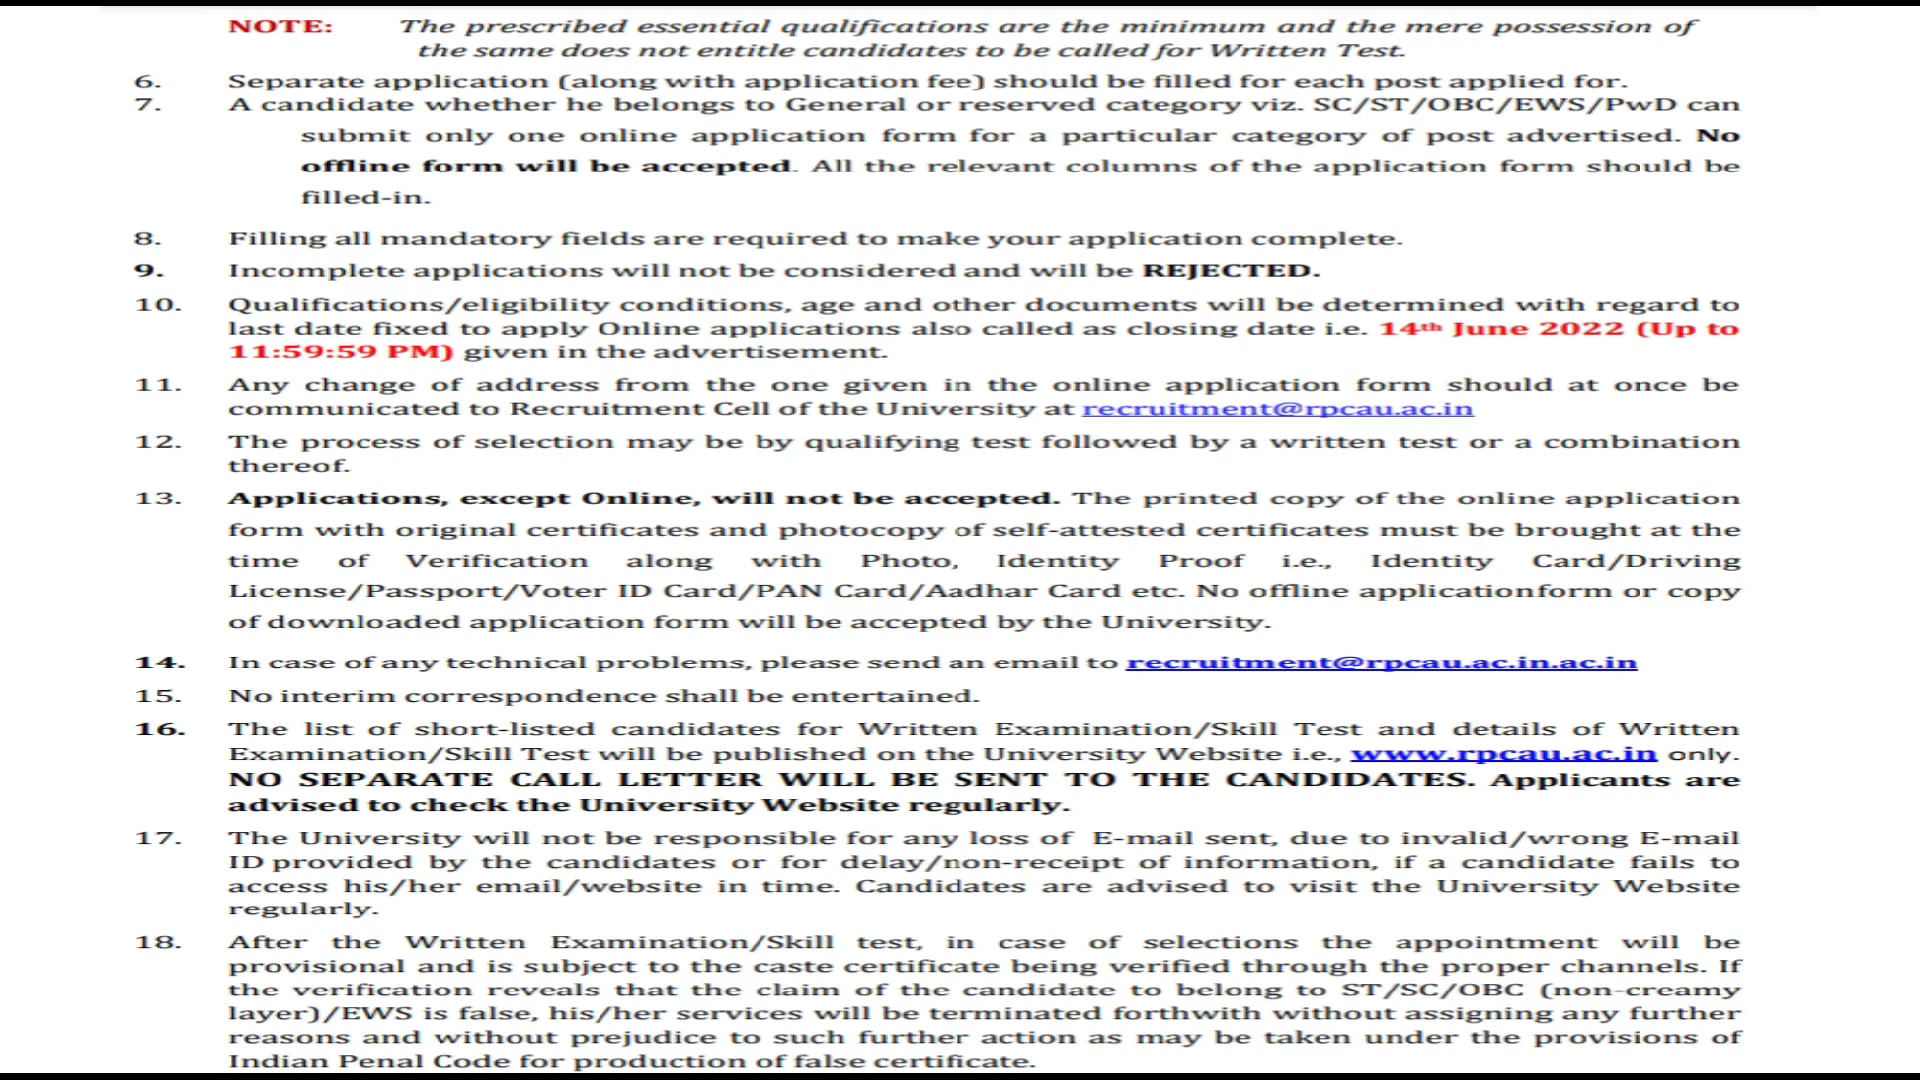 NOTE: The prescribed essential qualifications are the minimum and the mere possession of
the same does not entitle candidates to be called for Written Test.
6. Separate application (along with application fee) should be filled for each post applied for.
7. A candidate whether he belongs to General or reserved category viz. SC/ST/OBC/EWS/PwD can
submit only one online application form for a particular category of post advertised. No
offline form will be accepted. All the relevant columns of the application form should be
filled-in.
8. Filling all mandatory fields are required to make your application complete.
9. Incomplete applications will not be considered and will be REJECTED.
10. Qualifications/eligibility conditions, age and other documents will be determined with regard to
last date fixed to apply Online applications also called as closing date i.e. 14th June 2022 (Up to
11:59:59 PM) given in the advertisement.
11. Any change of address from the one given in the online application form should at once be
communicated to Recruitment Cell of the University at recruitment@rpcau.ac.in
12. The process of selection may be by qualifying test followed by a written test or a combination
thereof.
13. Applications, except Online, will not be accepted. The printed copy of the online application
form with original certificates and photocopy of self-attested certificates must be brought at the
time of Verification along with Photo, Identity Proof i.e., Identity Card/Driving
License/Passport/Voter ID Card/PAN Card/Aadhar Card etc. No offline applicationform or copy
of downloaded application form will be accepted by the University.
14. In case of any technical problems, please send an email to recruitment@rpcau.ac.in.ac.in
15. No interim correspondence shall be entertained.
16. The list of short-listed candidates for Written Examination/Skill Test and details of Written
Examination/Skill Test will be published on the University Website i.e., www.rpcau.ac.in only.
NO SEPARATE CALL LETTER WILL BE SENT TO THE CANDIDATES. Applicants are
advised to check the University Website regularly.
17. The University will not be responsible for any loss of E-mail sent, due to invalid/wrong E-mail
ID provided by the candidates or for delay/non-receipt of information, if a candidate fails to
access his/her email/website in time. Candidates are advised to visit the University Website
regularly.
18. After the Written Examination/Skill test, in case of selections the appointment will be
provisional and is subject to the caste certificate being verified through the proper channels. If
the verification reveals that the claim of the candidate to belong to ST/SC/OBC (non-creamy
layer)/EWS is false, his/her services will be terminated forthwith without assigning any further
reasons and without prejudice to such further action as may be taken under the provisions of
Indian Penal Code for production of false certificate.